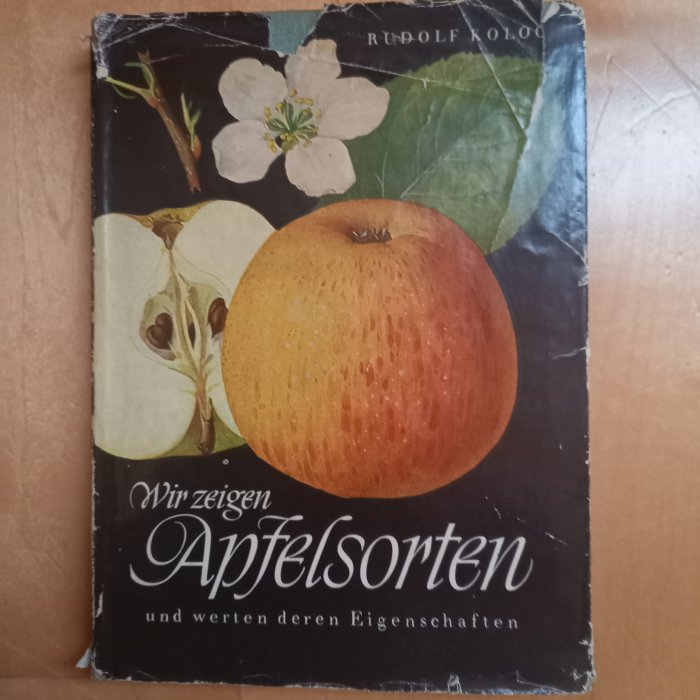 RUDOLF KOLOC
Wir zeigen
Apfelsorten
und werten deren Eigenschaften